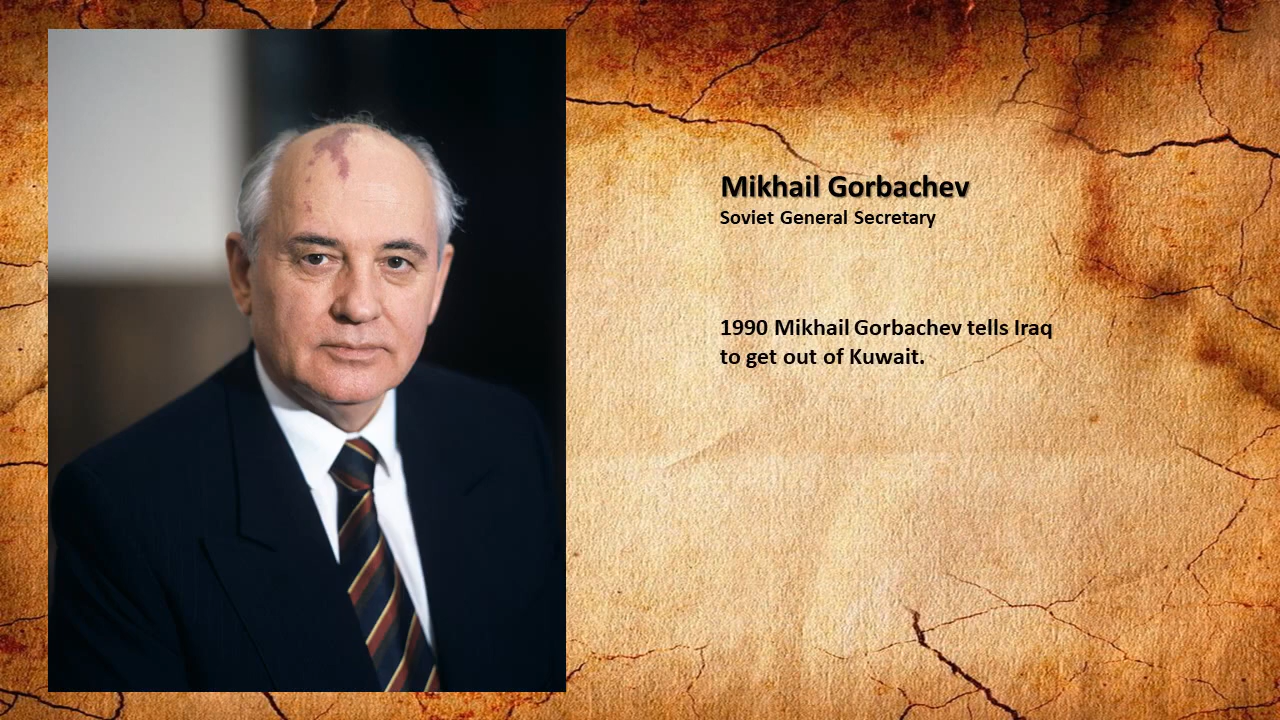 Mikhail Gorbachev
Soviet General Secretary
1990 Mikhail Gorbachev tells Iraq
to get out of Kuwait.